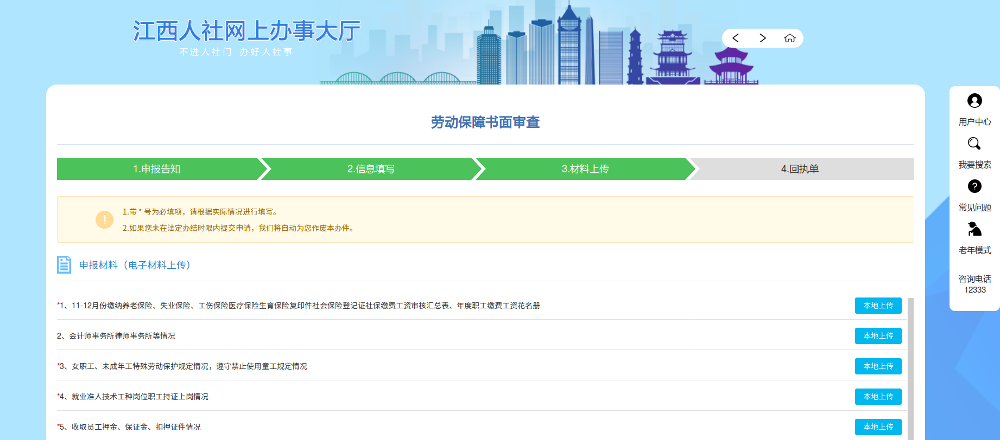 江西人社网上办事大厅
不进人社门 办好人社事
劳动保障书面审查
1.申报告知
2.信息填写
3.材料上传
4.回执单
1.带 * 号为必填项，请根据实际情况进行填写。
2.如果您未在法定办结时限内提交申请，我们将自动为您作废本办件。
申报材料（电子材料上传）
*1、11-12月份缴纳养老保险、失业保险、工伤保险医疗保险生育保险复印件社会保险登记证社保缴费工资审核汇总表、年度职工缴费工资花名册
本地上传
2、会计师事务所律师事务所等情况
本地上传
*3、女职工、未成年工特殊劳动保护规定情况，遵守禁止使用童工规定情况
本地上传
*4、就业准人技术工种岗位职工持证上岗情况
本地上传
*5、收取员工押金、保证金、扣押证件情况
本地上传
用户中心
我要搜索
常见问题
老年模式
咨询电话
12333